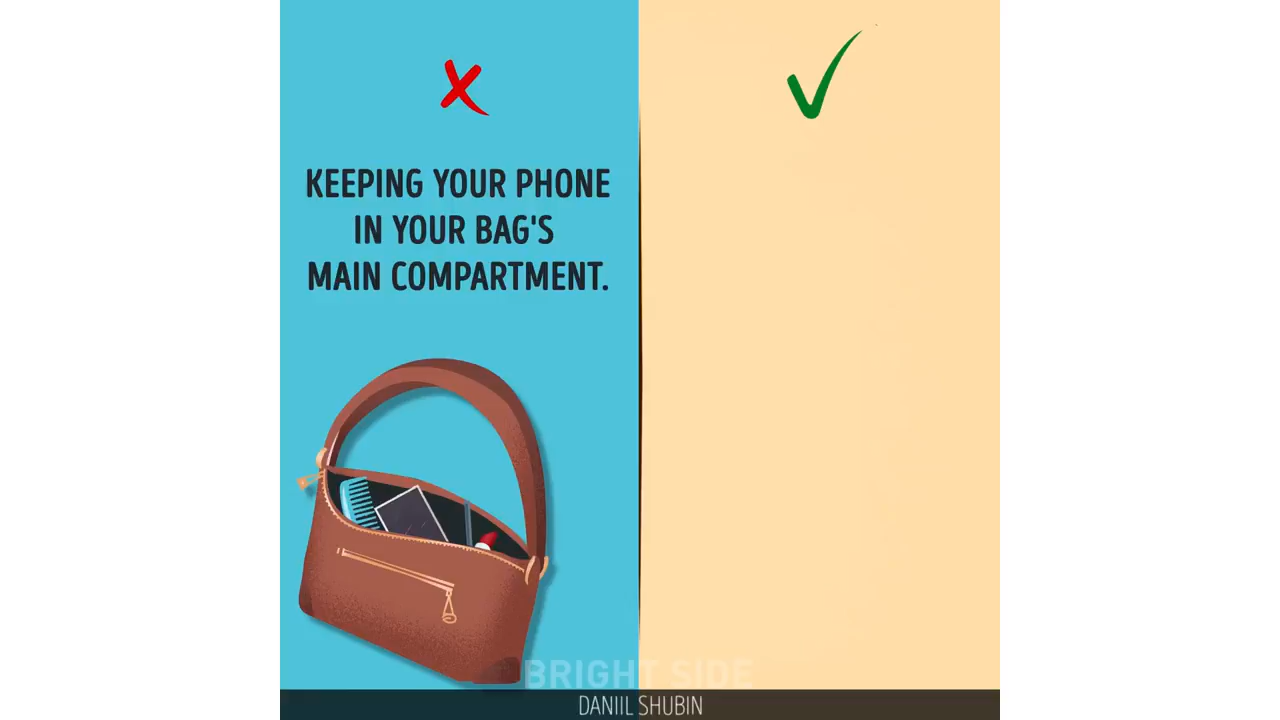 KEEPING YOUR PHONE
IN YOUR BAG'S
MAIN COMPARTMENT.
BRIGHT SIDE
DANIIL SHUBIN